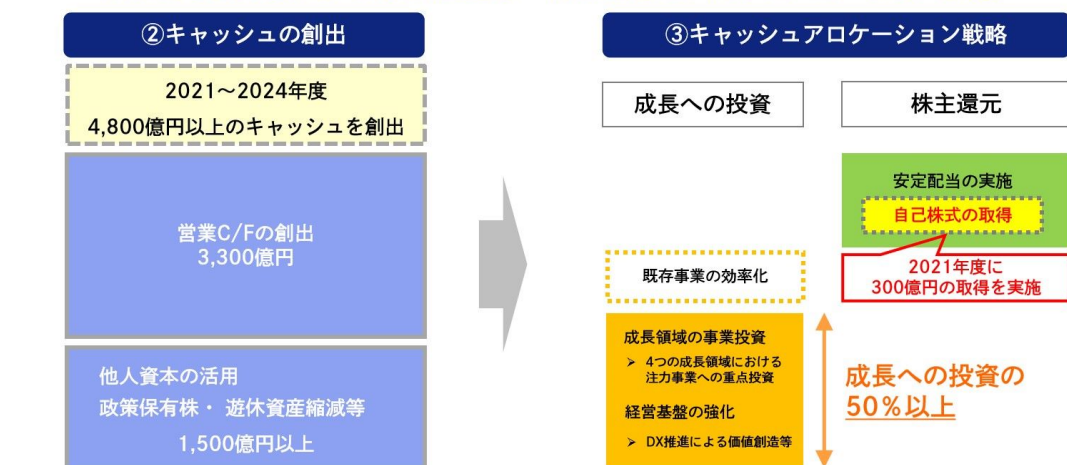 ②キャッシュの創出
2021～2024年度
4,800億円以上のキャッシュを創出
営業C/Fの創出
3,300億円
他人資本の活用
政策保有株・ 遊休資産縮減等
1,500億円以上
③キャッシュアロケーション戦略
成長への投資
株主還元
安定配当の実施
自己株式の取得
2021年度に
300億円の取得を実施
既存事業の効率化
成長領域の事業投資
➢ 4つの成長領域における
注力事業への重点投資
経営基盤の強化
➢ DX推進による価値創造等
成長への投資の
50％以上